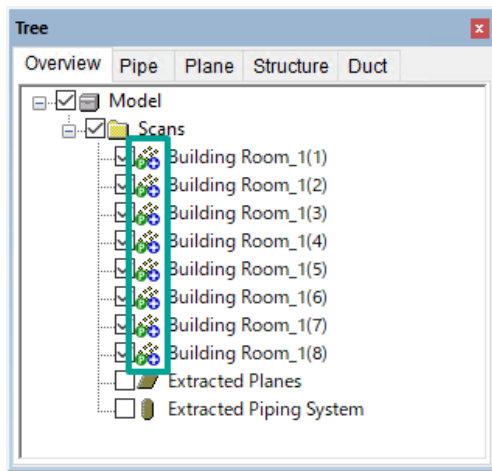 Tree
Overview Pipe Plane Structure Duct
Model
Scans
Building Room_1(1)
Building Room_1(2)
Building Room_1(3)
Building Room_1(4)
Building Room_1(5)
Building Room_1(6)
Building Room_1(7)
Building Room_1(8)
Extracted Planes
Extracted Piping System